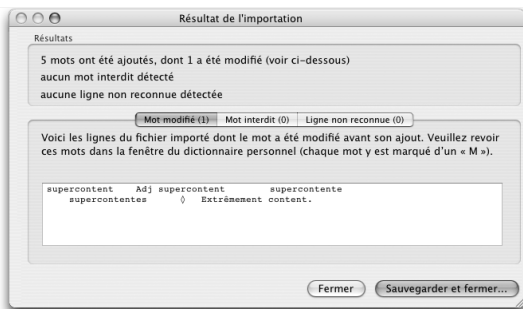 Résultat de l'importation
Résultats
5 mots ont été ajoutés, dont 1 a été modifié (voir ci-dessous)
aucun mot interdit détecté
aucune ligne non reconnue détectée
Mot modifié (1) Mot interdit (0) Ligne non reconnue (0)
Voici les lignes du fichier importé dont le mot a été modifié avant son ajout. Veuillez revoir
ces mots dans la fenêtre du dictionnaire personnel (chaque mot y est marqué d'un « M »).
supercontent Adj supercontent supercontente
supercontentes ◊ Extrêmement content.
Fermer Sauvegarder et fermer...